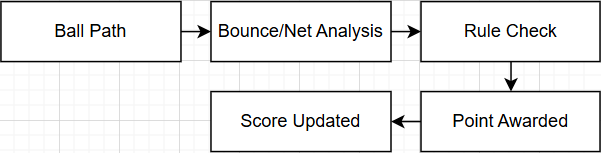 Ball Path
Bounce/Net Analysis
Rule Check
Score Updated
Point Awarded